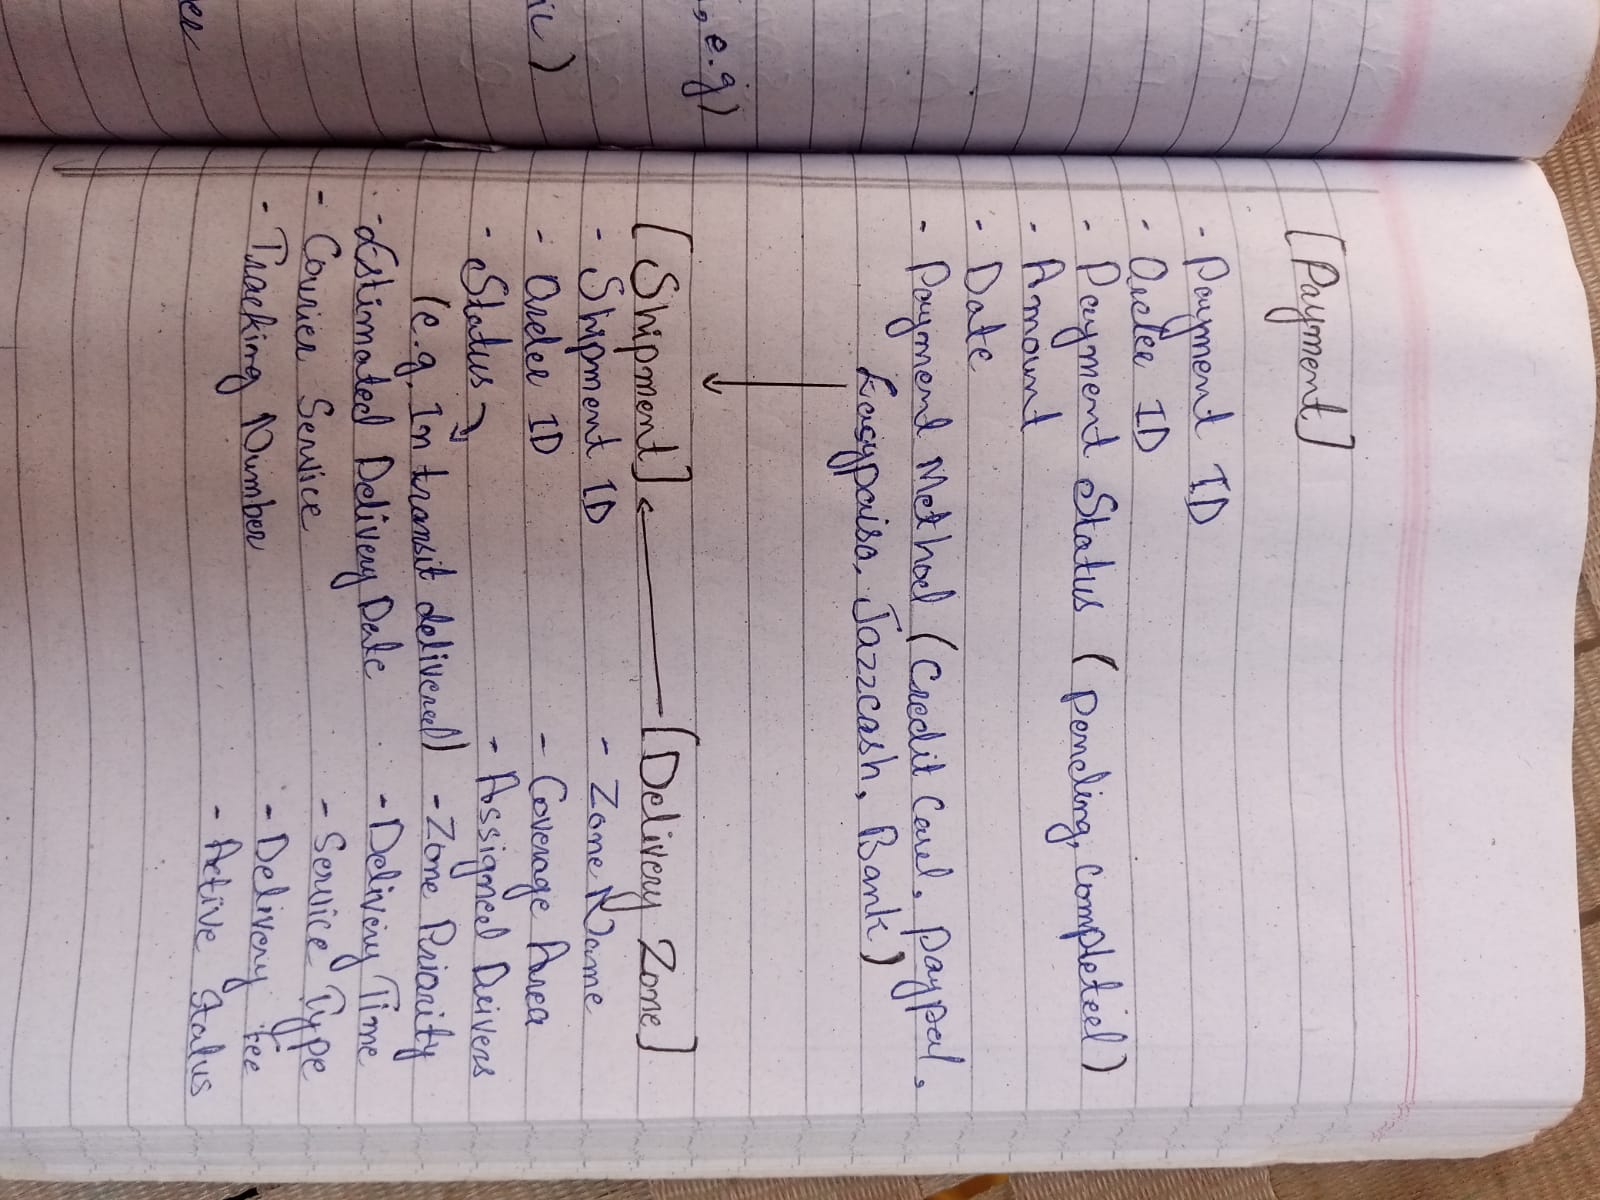 [Payment]
- Payment ID
- Order ID
- Payment Status (pending, completed)
- Amount
- Date
- Payment Method (Credit Card, paypal,
Easypaisa, Jazzcash, Bank)
[Shipment] ← [Delivery Zone]
- Shipment ID
- Order ID
- Status
(e.g, In transit delivered)
- Estimated Delivery Date
- Courier Service
- Tracking Number
- Zone Name
- Coverage Area
- Assigned Drivers
- Zone Priority
- Delivery Time
- Service Type
- Delivery Fee
- Active Status
, e.g)